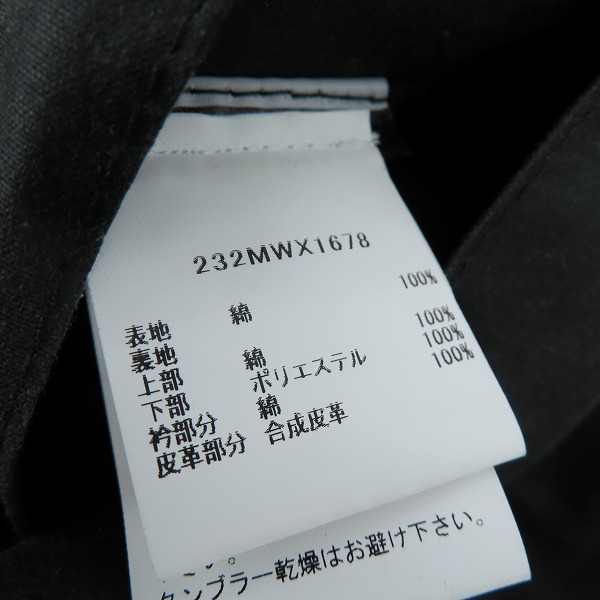 232MWX1678
表地 綿 100%
裏地
上部 綿 100%
下部 ポリエステル 100%
衿部分 綿 100%
皮革部分 合成皮革
タンブラー乾燥はお避け下さい。